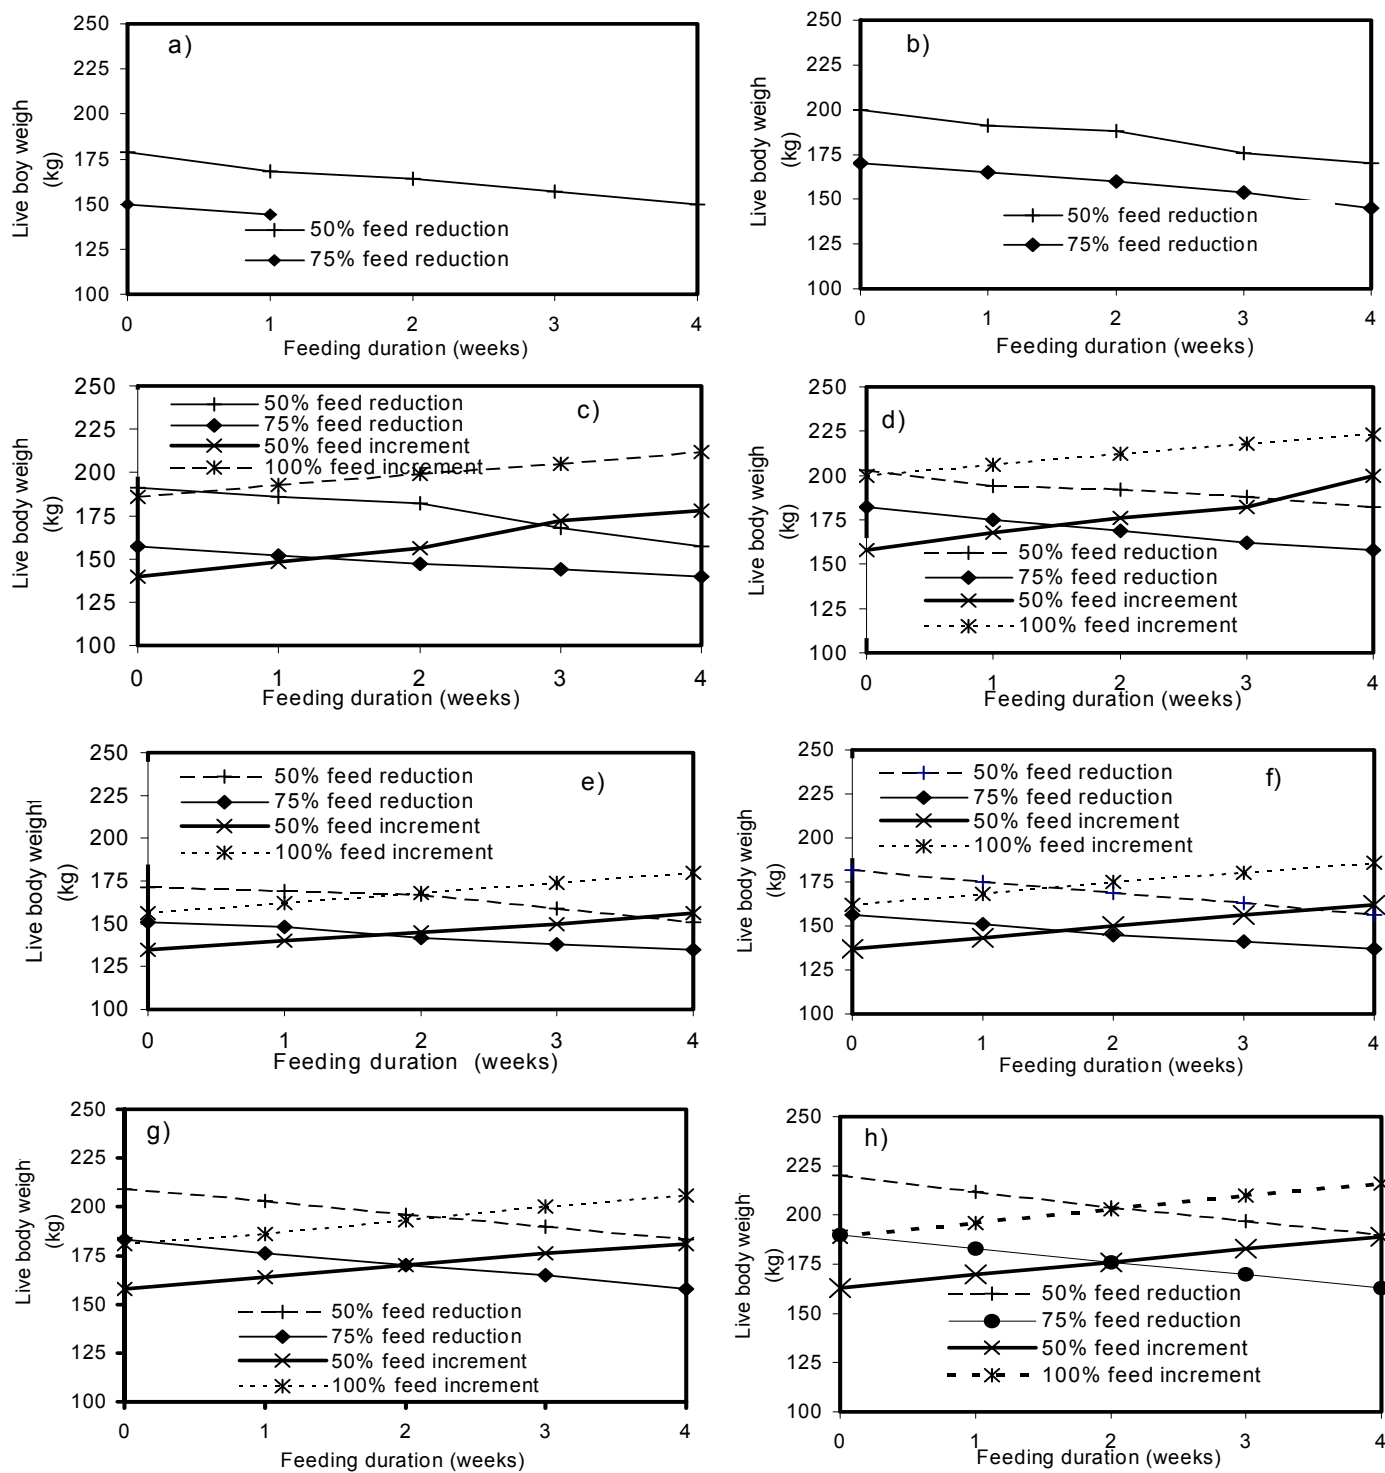 a)
250
225
200
175
150
125
100
Live boy weigh
(kg)
50% feed reduction
75% feed reduction
0 1 2 3 4
Feeding duration (weeks)
b)
250
225
200
175
150
125
100
Live body weigh
(kg)
50% feed reduction
75% feed reduction
0 1 2 3 4
Feeding duration (weeks)
c)
250
225
200
175
150
125
100
Live body weigh
(kg)
50% feed reduction
75% feed reduction
50% feed increment
100% feed increment
0 1 2 3 4
Feeding duration (weeks)
d)
250
225
200
175
150
125
100
Live body weigh
(kg)
50% feed reduction
75% feed reduction
50% feed increement
100% feed increment
0 1 2 3 4
Feeding duration (weeks)
e)
250
225
200
175
150
125
100
Live body weigh
(kg)
50% feed reduction
75% feed reduction
50% feed increment
100% feed increment
0 1 2 3 4
Feeding duration (weeks)
f)
250
225
200
175
150
125
100
Live body weigh
(kg)
50% feed reduction
75% feed reduction
50% feed increment
100% feed increment
0 1 2 3 4
Feeding duration (weeks)
g)
250
225
200
175
150
125
100
Live body weigh
(kg)
50% feed reduction
75% feed reduction
50% feed increment
100% feed increment
0 1 2 3 4
Feeding duration (weeks)
h)
250
225
200
175
150
125
100
Live body weigh
(kg)
50% feed reduction
75% feed reduction
50% feed increment
100% feed increment
0 1 2 3 4
Feeding duration (weeks)